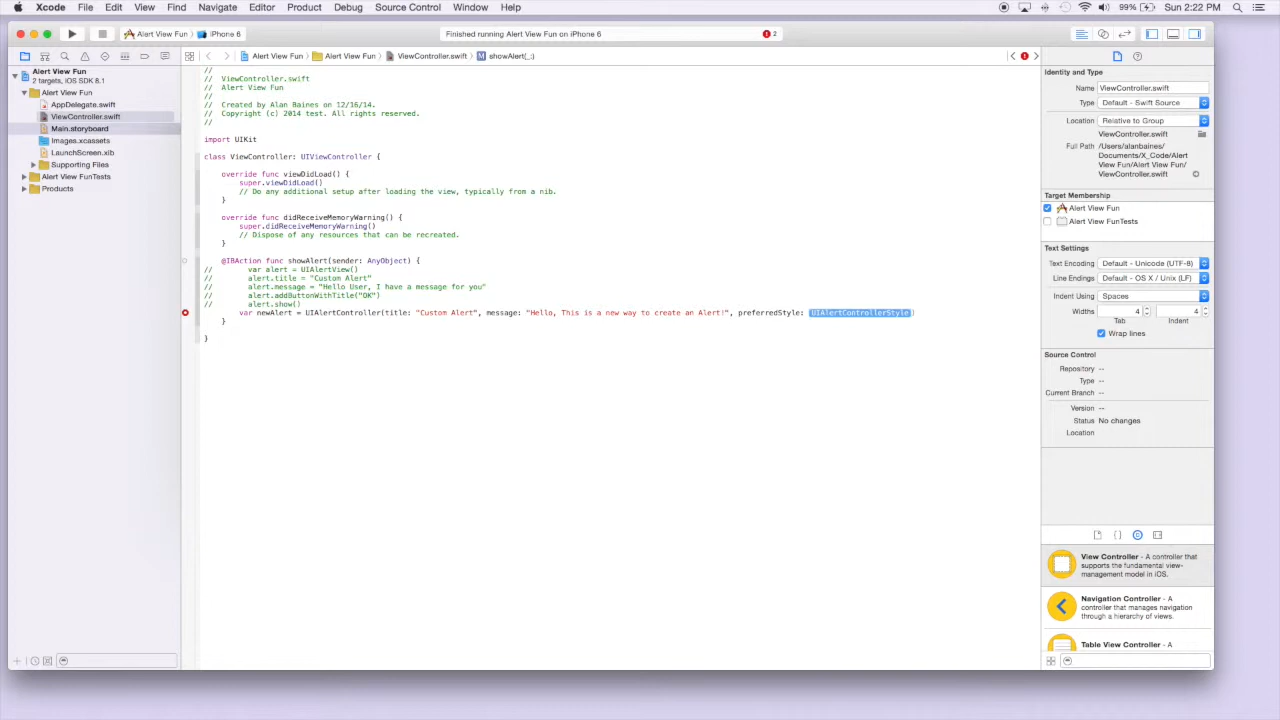 Xcode File Edit View Find Navigate Editor Product Debug Source Control Window Help 99% Sun 2:22 PM
Alert View Fun iPhone 6 Finished running Alert View Fun on iPhone 6 2
Alert View Fun Alert View Fun ViewController.swift M showAlert(_:)
Alert View Fun
2 targets, iOS SDK 8.1
Alert View Fun
AppDelegate.swift
ViewController.swift
Main.storyboard
Images.xcassets
LaunchScreen.xib
Supporting Files
Alert View FunTests
Products
//
// ViewController.swift
// Alert View Fun
//
// Created by Alan Baines on 12/16/14.
// Copyright (c) 2014 test. All rights reserved.
//
import UIKit
class ViewController: UIViewController {
override func viewDidLoad() {
super.viewDidLoad()
// Do any additional setup after loading the view, typically from a nib.
}
override func didReceiveMemoryWarning() {
super.didReceiveMemoryWarning()
// Dispose of any resources that can be recreated.
}
@IBAction func showAlert(sender: AnyObject) {
// var alert = UIAlertView()
// alert.title = "Custom Alert"
// alert.message = "Hello User, I have a message for you"
// alert.addButtonWithTitle("OK")
// alert.show()
var newAlert = UIAlertController(title: "Custom Alert", message: "Hello, This is a new way to create an Alert!", preferredStyle: UIAlertControllerStyle)
}
}
Identity and Type
Name ViewController.swift
Type Default - Swift Source
Location Relative to Group
ViewController.swift
Full Path /Users/alanbaines/
Documents/X_Code/Alert
View Fun/Alert View Fun/
ViewController.swift
Target Membership
Alert View Fun
Alert View FunTests
Text Settings
Text Encoding Default - Unicode (UTF-8)
Line Endings Default - OS X / Unix (LF)
Indent Using Spaces
Widths 4 4
Tab Indent
Wrap lines
Source Control
Repository --
Type --
Current Branch --
Version --
Status No changes
Location
View Controller - A controller that
supports the fundamental view-
management model in iOS.
Navigation Controller - A
controller that manages navigation
through a hierarchy of views.
Table View Controller - A